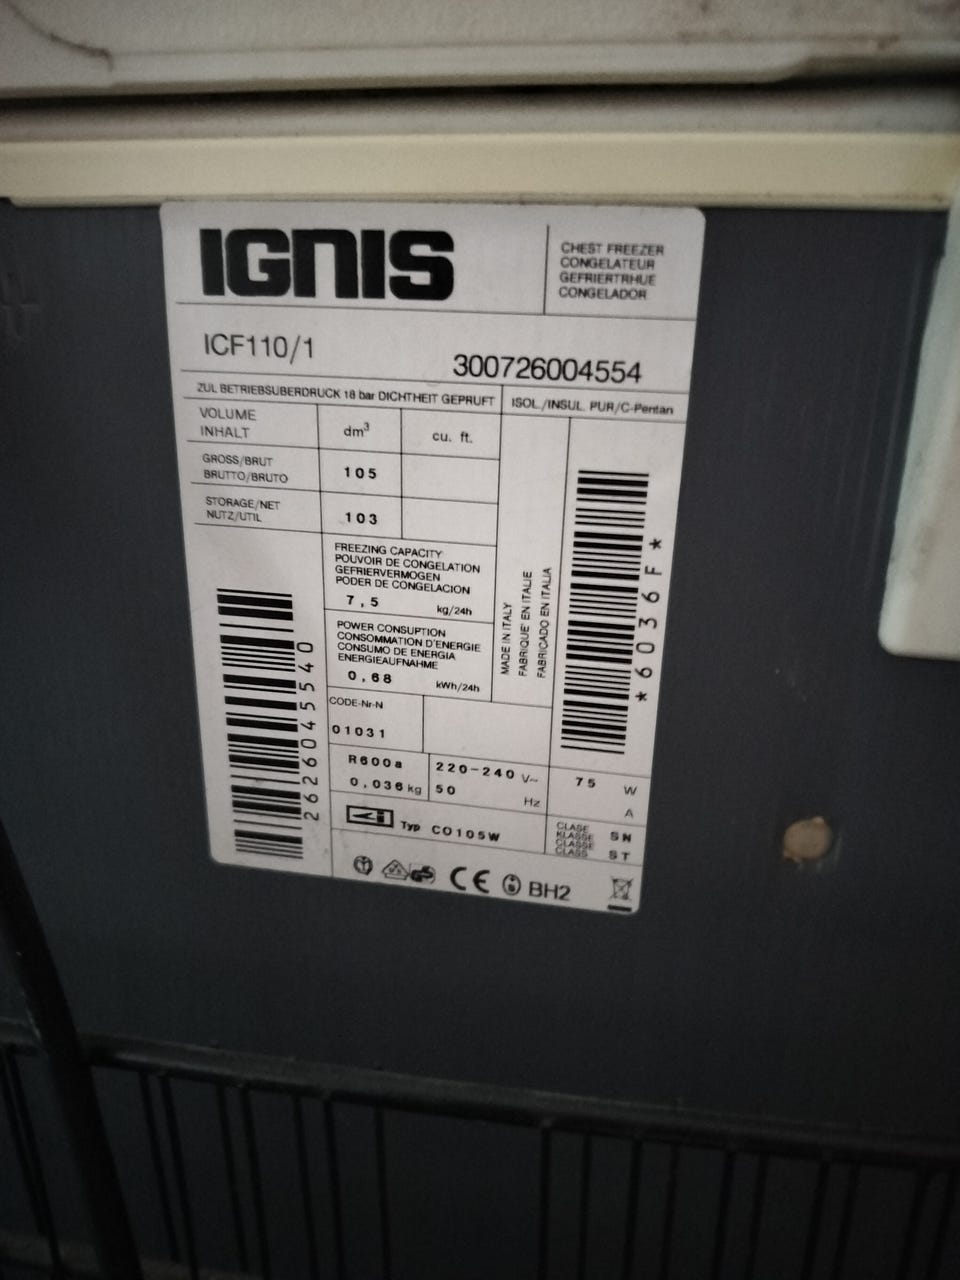 IGNIS
CHEST FREEZER
CONGELATEUR
GEFRIERTRHUE
CONGELADOR
ICF110/1
300726004554
ZUL BETRIEBSUBERDRUCK 18 bar DICHTHEIT GEPRUFT
ISOL./INSUL. PUR/C-Pentan
VOLUME
INHALT
dm³
cu. ft.
GROSS/BRUT
BRUTTO/BRUTO
105
STORAGE/NET
NUTZ/UTIL
103
FREEZING CAPACITY
POUVOIR DE CONGELATION
GEFRIERVERMOGEN
PODER DE CONGELACION
7,5 kg/24h
POWER CONSUPTION
CONSOMMATION D'ENERGIE
CONSUMO DE ENERGIA
ENERGIEAUFNAHME
0,68 kWh/24h
MADE IN ITALY
FABRIQUE' EN ITALIE
FABRICADO EN ITALIA
*6036F*
262604554 0
CODE-Nr-N
01031
R600a
0,036 kg
220-240 V~
50 Hz
75 W
A
Typ CO105W
CLASE
KLASSE
CLASSE
CLASS
SN
ST
CE
BH2